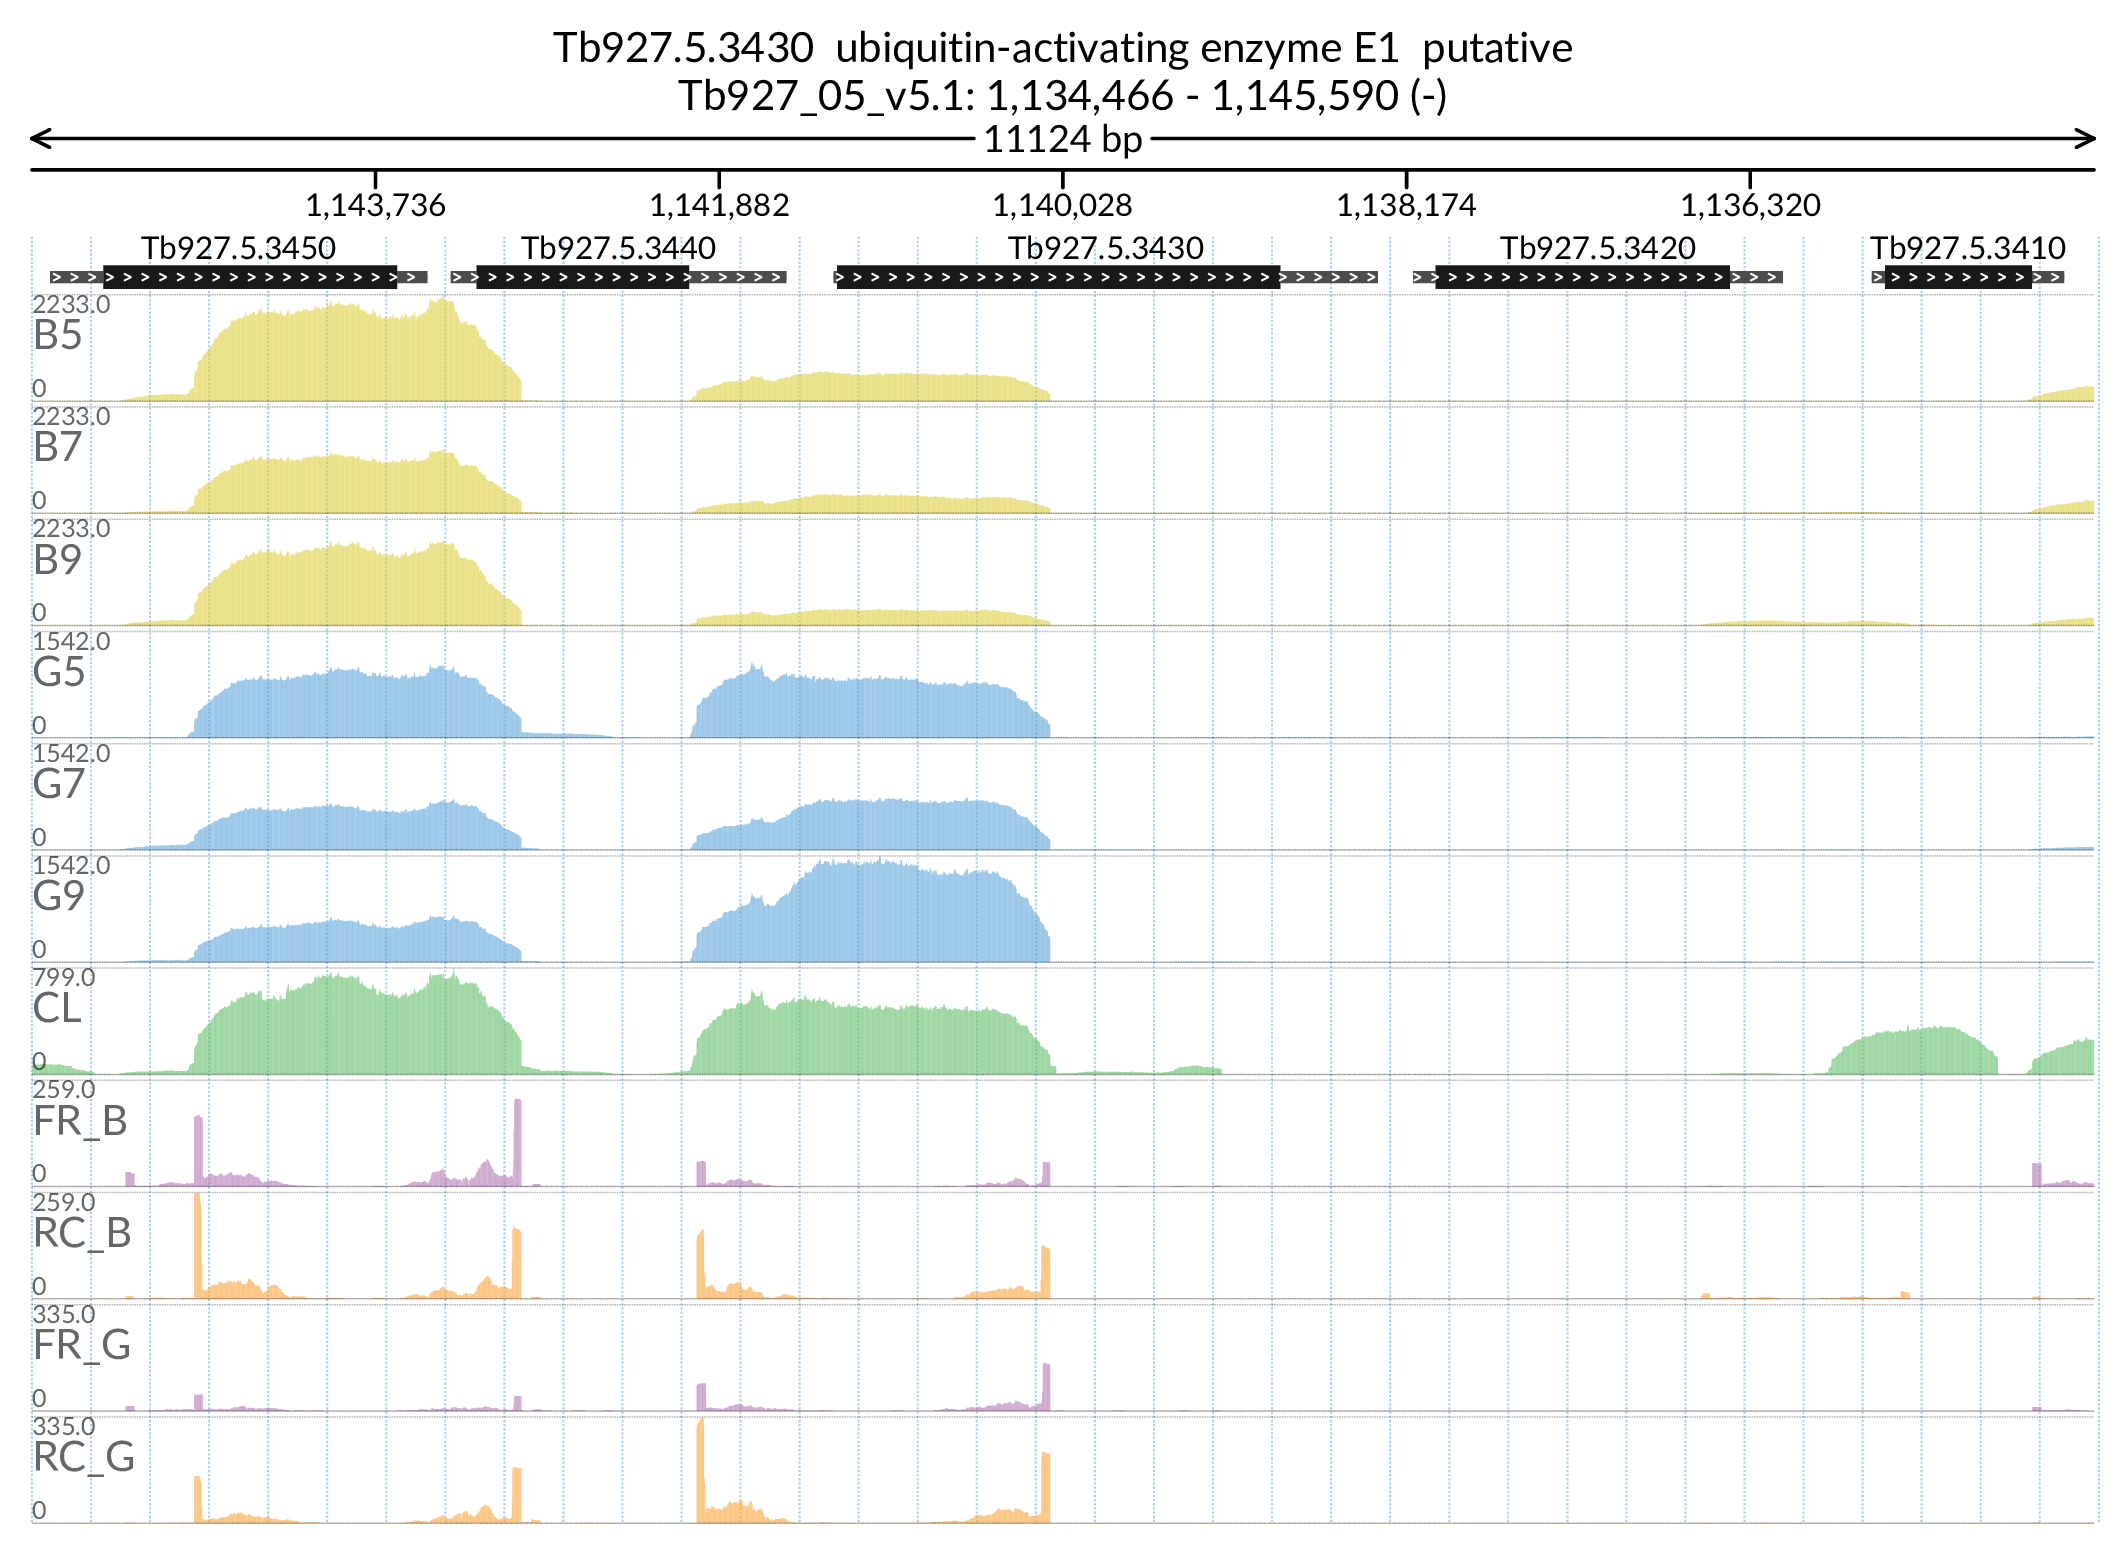 Tb927.5.3430  ubiquitin-activating enzyme E1  putative
Tb927_05_v5.1: 1,134,466 - 1,145,590 (-)
11124 bp
1,143,736 1,141,882 1,140,028 1,138,174 1,136,320
Tb927.5.3450 Tb927.5.3440 Tb927.5.3430 Tb927.5.3420 Tb927.5.3410
2233.0
B5
0
2233.0
B7
0
2233.0
B9
0
1542.0
G5
0
1542.0
G7
0
1542.0
G9
0
799.0
CL
0
259.0
FR_B
0
259.0
RC_B
0
335.0
FR_G
0
335.0
RC_G
0